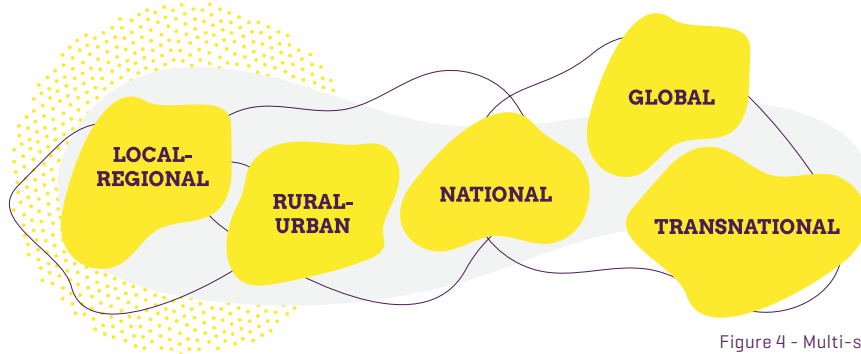 LOCAL-
REGIONAL
RURAL-
URBAN
NATIONAL
GLOBAL
TRANSNATIONAL
Figure 4 - Multi-s